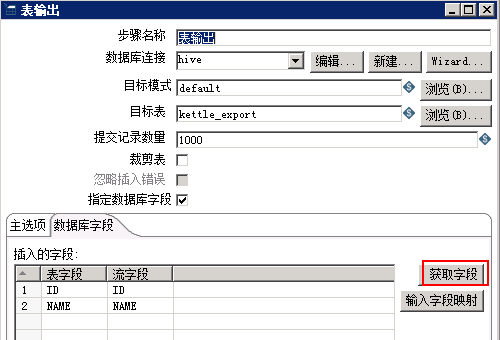 表输出
步骤名称 表输出
数据库连接 hive 编辑... 新建... Wizard...
目标模式 default 浏览(B)...
目标表 kettle_export 浏览(B)...
提交记录数量 1000
裁剪表
忽略插入错误
指定数据库字段
主选项 数据库字段
插入的字段:
表字段 流字段 获取字段
1 ID ID
输入字段映射
2 NAME NAME